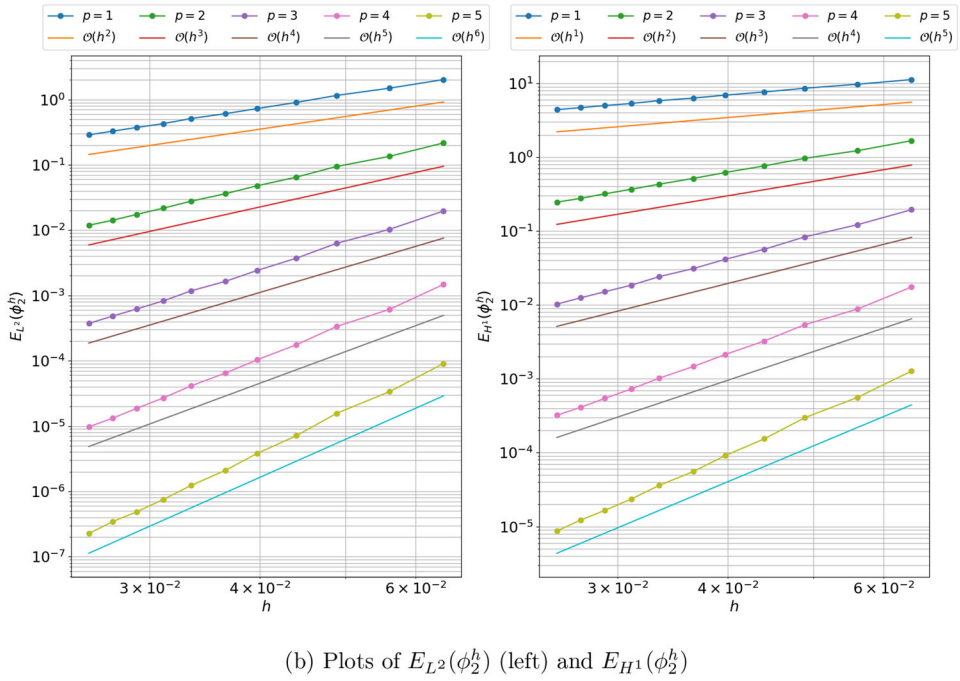 p = 1 p = 2 p = 3 p = 4 p = 5
𝒪(h²) 𝒪(h³) 𝒪(h⁴) 𝒪(h⁵) 𝒪(h⁶)
10⁰
10⁻¹
10⁻²
10⁻³
10⁻⁴
10⁻⁵
10⁻⁶
10⁻⁷
E_{L²}(ϕ₂ʰ)
3 × 10⁻² 4 × 10⁻² 6 × 10⁻²
h
p = 1 p = 2 p = 3 p = 4 p = 5
𝒪(h¹) 𝒪(h²) 𝒪(h³) 𝒪(h⁴) 𝒪(h⁵)
10¹
10⁰
10⁻¹
10⁻²
10⁻³
10⁻⁴
10⁻⁵
E_{H¹}(ϕ₂ʰ)
3 × 10⁻² 4 × 10⁻² 6 × 10⁻²
h
(b) Plots of E_{L²}(ϕ₂ʰ) (left) and E_{H¹}(ϕ₂ʰ)